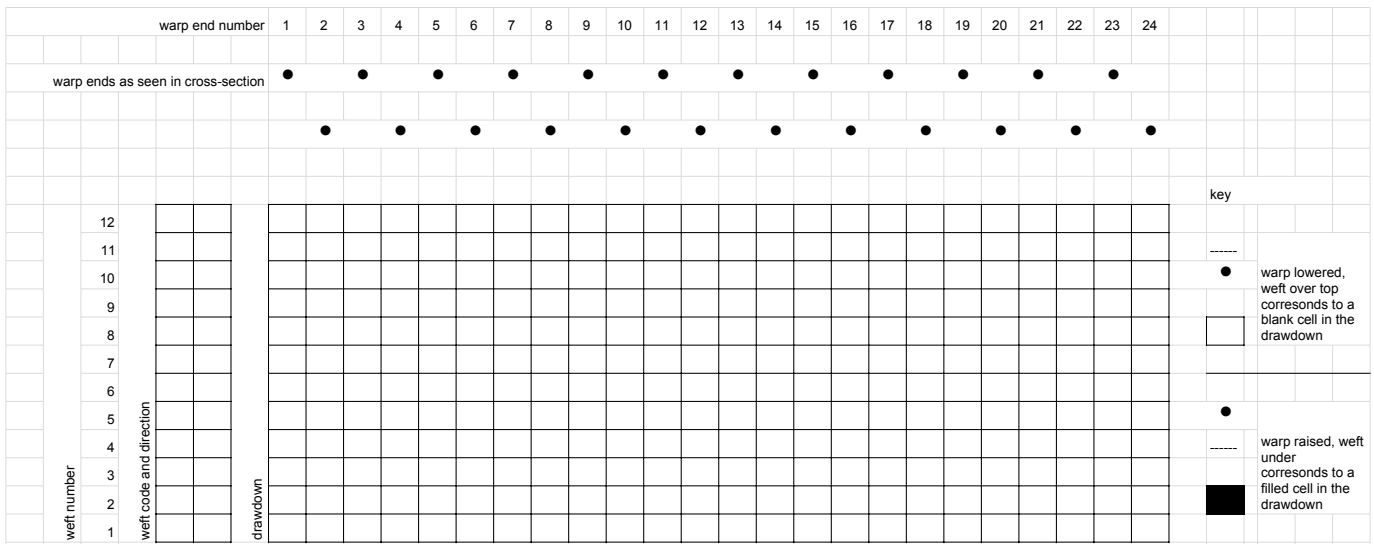 warp end number 1 2 3 4 5 6 7 8 9 10 11 12 13 14 15 16 17 18 19 20 21 22 23 24
warp ends as seen in cross-section ● ● ● ● ● ● ● ● ● ● ● ●
● ● ● ● ● ● ● ● ● ● ● ●
key
12
11
10
9
8
7
6
5
4
3
2
1
weft number
weft code and direction
drawdown
------
●
warp lowered,
weft over top
corresonds to a
blank cell in the
drawdown
●
------
warp raised, weft
under
corresonds to a
filled cell in the
drawdown